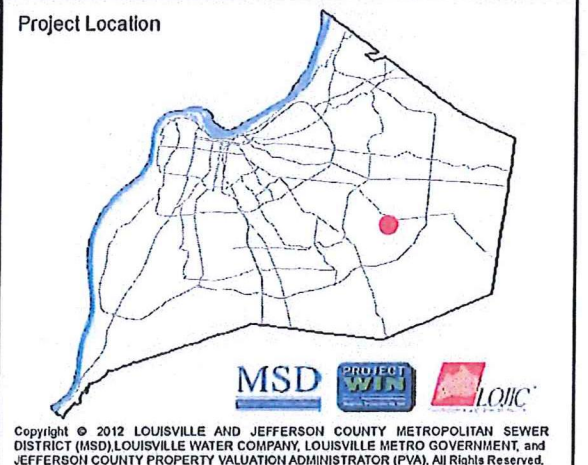 Project Location
MSD
PROJECT
WIN
LOJIC
Copyright © 2012 LOUISVILLE AND JEFFERSON COUNTY METROPOLITAN SEWER
DISTRICT (MSD),LOUISVILLE WATER COMPANY, LOUISVILLE METRO GOVERNMENT, and
JEFFERSON COUNTY PROPERTY VALUATION ADMINISTRATOR (PVA). All Rights Reserved.